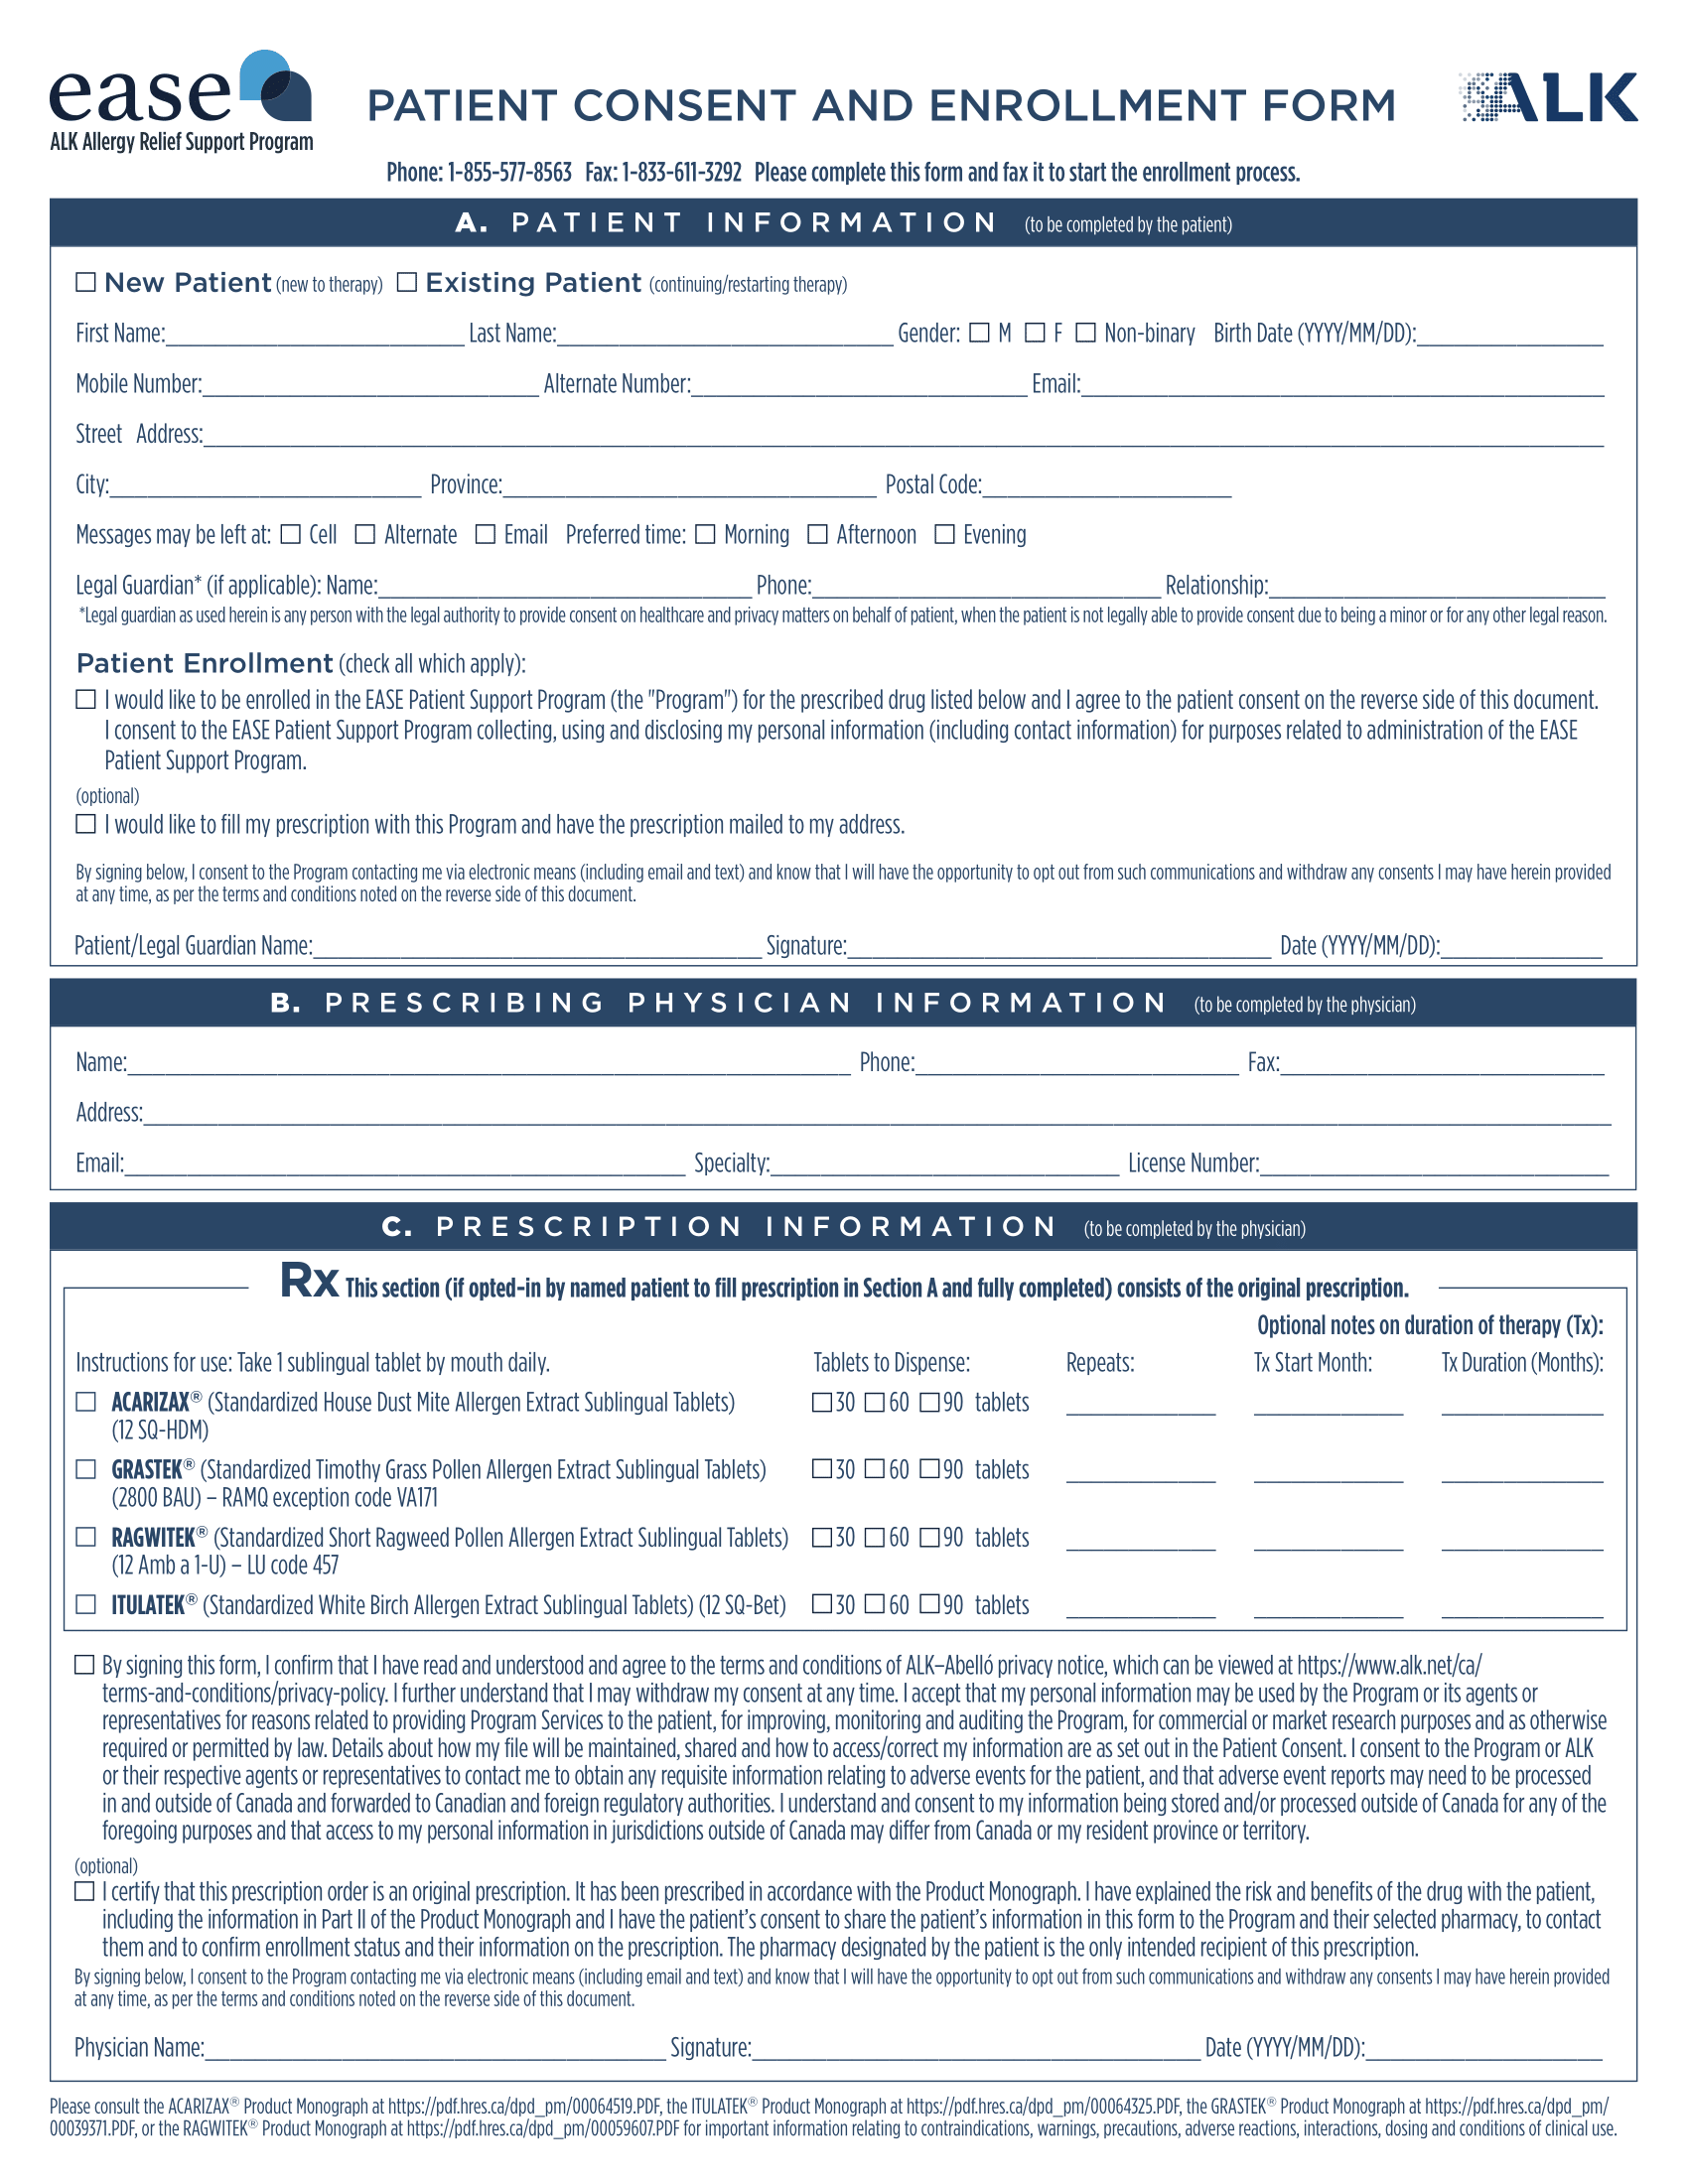 ease
ALK Allergy Relief Support Program
PATIENT CONSENT AND ENROLLMENT FORM
ALK
Phone: 1-855-577-8563 Fax: 1-833-611-3292 Please complete this form and fax it to start the enrollment process.
A. PATIENT INFORMATION (to be completed by the patient)
☐ New Patient (new to therapy) ☐ Existing Patient (continuing/restarting therapy)
First Name:____ Last Name:____ Gender: ☐ M ☐ F ☐ Non-binary Birth Date (YYYY/MM/DD):____
Mobile Number:____ Alternate Number:____ Email:____
Street Address:____
City:____ Province:____ Postal Code:____
Messages may be left at: ☐ Cell ☐ Alternate ☐ Email Preferred time: ☐ Morning ☐ Afternoon ☐ Evening
Legal Guardian* (if applicable): Name:____ Phone:____ Relationship:____
*Legal guardian as used herein is any person with the legal authority to provide consent on healthcare and privacy matters on behalf of patient, when the patient is not legally able to provide consent due to being a minor or for any other legal reason.
Patient Enrollment (check all which apply):
☐ I would like to be enrolled in the EASE Patient Support Program (the "Program") for the prescribed drug listed below and I agree to the patient consent on the reverse side of this document.
I consent to the EASE Patient Support Program collecting, using and disclosing my personal information (including contact information) for purposes related to administration of the EASE
Patient Support Program.
(optional)
☐ I would like to fill my prescription with this Program and have the prescription mailed to my address.
By signing below, I consent to the Program contacting me via electronic means (including email and text) and know that I will have the opportunity to opt out from such communications and withdraw any consents I may have herein provided
at any time, as per the terms and conditions noted on the reverse side of this document.
Patient/Legal Guardian Name:____ Signature:____ Date (YYYY/MM/DD):____
B. PRESCRIBING PHYSICIAN INFORMATION (to be completed by the physician)
Name:____ Phone:____ Fax:____
Address:____
Email:____ Specialty:____ License Number:____
C. PRESCRIPTION INFORMATION (to be completed by the physician)
Rx This section (if opted-in by named patient to fill prescription in Section A and fully completed) consists of the original prescription.
Optional notes on duration of therapy (Tx):
Instructions for use: Take 1 sublingual tablet by mouth daily. Tablets to Dispense: Repeats: Tx Start Month: Tx Duration (Months):
☐ ACARIZAX® (Standardized House Dust Mite Allergen Extract Sublingual Tablets) ☐ 30 ☐ 60 ☐ 90 tablets ____ ____ ____
(12 SQ-HDM)
☐ GRASTEK® (Standardized Timothy Grass Pollen Allergen Extract Sublingual Tablets) ☐ 30 ☐ 60 ☐ 90 tablets ____ ____ ____
(2800 BAU) – RAMQ exception code VA171
☐ RAGWITEK® (Standardized Short Ragweed Pollen Allergen Extract Sublingual Tablets) ☐ 30 ☐ 60 ☐ 90 tablets ____ ____ ____
(12 Amb a 1-U) – LU code 457
☐ ITULATEK® (Standardized White Birch Allergen Extract Sublingual Tablets) (12 SQ-Bet) ☐ 30 ☐ 60 ☐ 90 tablets ____ ____ ____
☐ By signing this form, I confirm that I have read and understood and agree to the terms and conditions of ALK–Abelló privacy notice, which can be viewed at https://www.alk.net/ca/
terms-and-conditions/privacy-policy. I further understand that I may withdraw my consent at any time. I accept that my personal information may be used by the Program or its agents or
representatives for reasons related to providing Program Services to the patient, for improving, monitoring and auditing the Program, for commercial or market research purposes and as otherwise
required or permitted by law. Details about how my file will be maintained, shared and how to access/correct my information are as set out in the Patient Consent. I consent to the Program or ALK
or their respective agents or representatives to contact me to obtain any requisite information relating to adverse events for the patient, and that adverse event reports may need to be processed
in and outside of Canada and forwarded to Canadian and foreign regulatory authorities. I understand and consent to my information being stored and/or processed outside of Canada for any of the
foregoing purposes and that access to my personal information in jurisdictions outside of Canada may differ from Canada or my resident province or territory.
(optional)
☐ I certify that this prescription order is an original prescription. It has been prescribed in accordance with the Product Monograph. I have explained the risk and benefits of the drug with the patient,
including the information in Part II of the Product Monograph and I have the patient's consent to share the patient's information in this form to the Program and their selected pharmacy, to contact
them and to confirm enrollment status and their information on the prescription. The pharmacy designated by the patient is the only intended recipient of this prescription.
By signing below, I consent to the Program contacting me via electronic means (including email and text) and know that I will have the opportunity to opt out from such communications and withdraw any consents I may have herein provided
at any time, as per the terms and conditions noted on the reverse side of this document.
Physician Name:____ Signature:____ Date (YYYY/MM/DD):____
Please consult the ACARIZAX® Product Monograph at https://pdf.hres.ca/dpd_pm/00064519.PDF, the ITULATEK® Product Monograph at https://pdf.hres.ca/dpd_pm/00064325.PDF, the GRASTEK® Product Monograph at https://pdf.hres.ca/dpd_pm/
00039371.PDF, or the RAGWITEK® Product Monograph at https://pdf.hres.ca/dpd_pm/00059607.PDF for important information relating to contraindications, warnings, precautions, adverse reactions, interactions, dosing and conditions of clinical use.